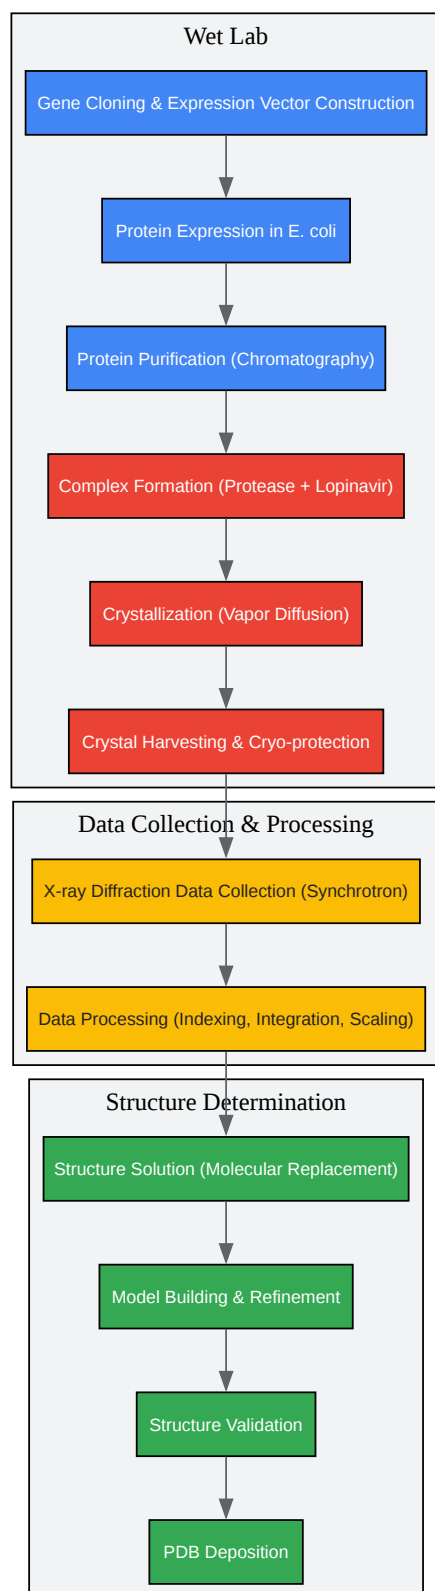 Wet Lab
Gene Cloning & Expression Vector Construction
Protein Expression in E. coli
Protein Purification (Chromatography)
Complex Formation (Protease + Lopinavir)
Crystallization (Vapor Diffusion)
Crystal Harvesting & Cryo-protection
Data Collection & Processing
X-ray Diffraction Data Collection (Synchrotron)
Data Processing (Indexing, Integration, Scaling)
Structure Determination
Structure Solution (Molecular Replacement)
Model Building & Refinement
Structure Validation
PDB Deposition